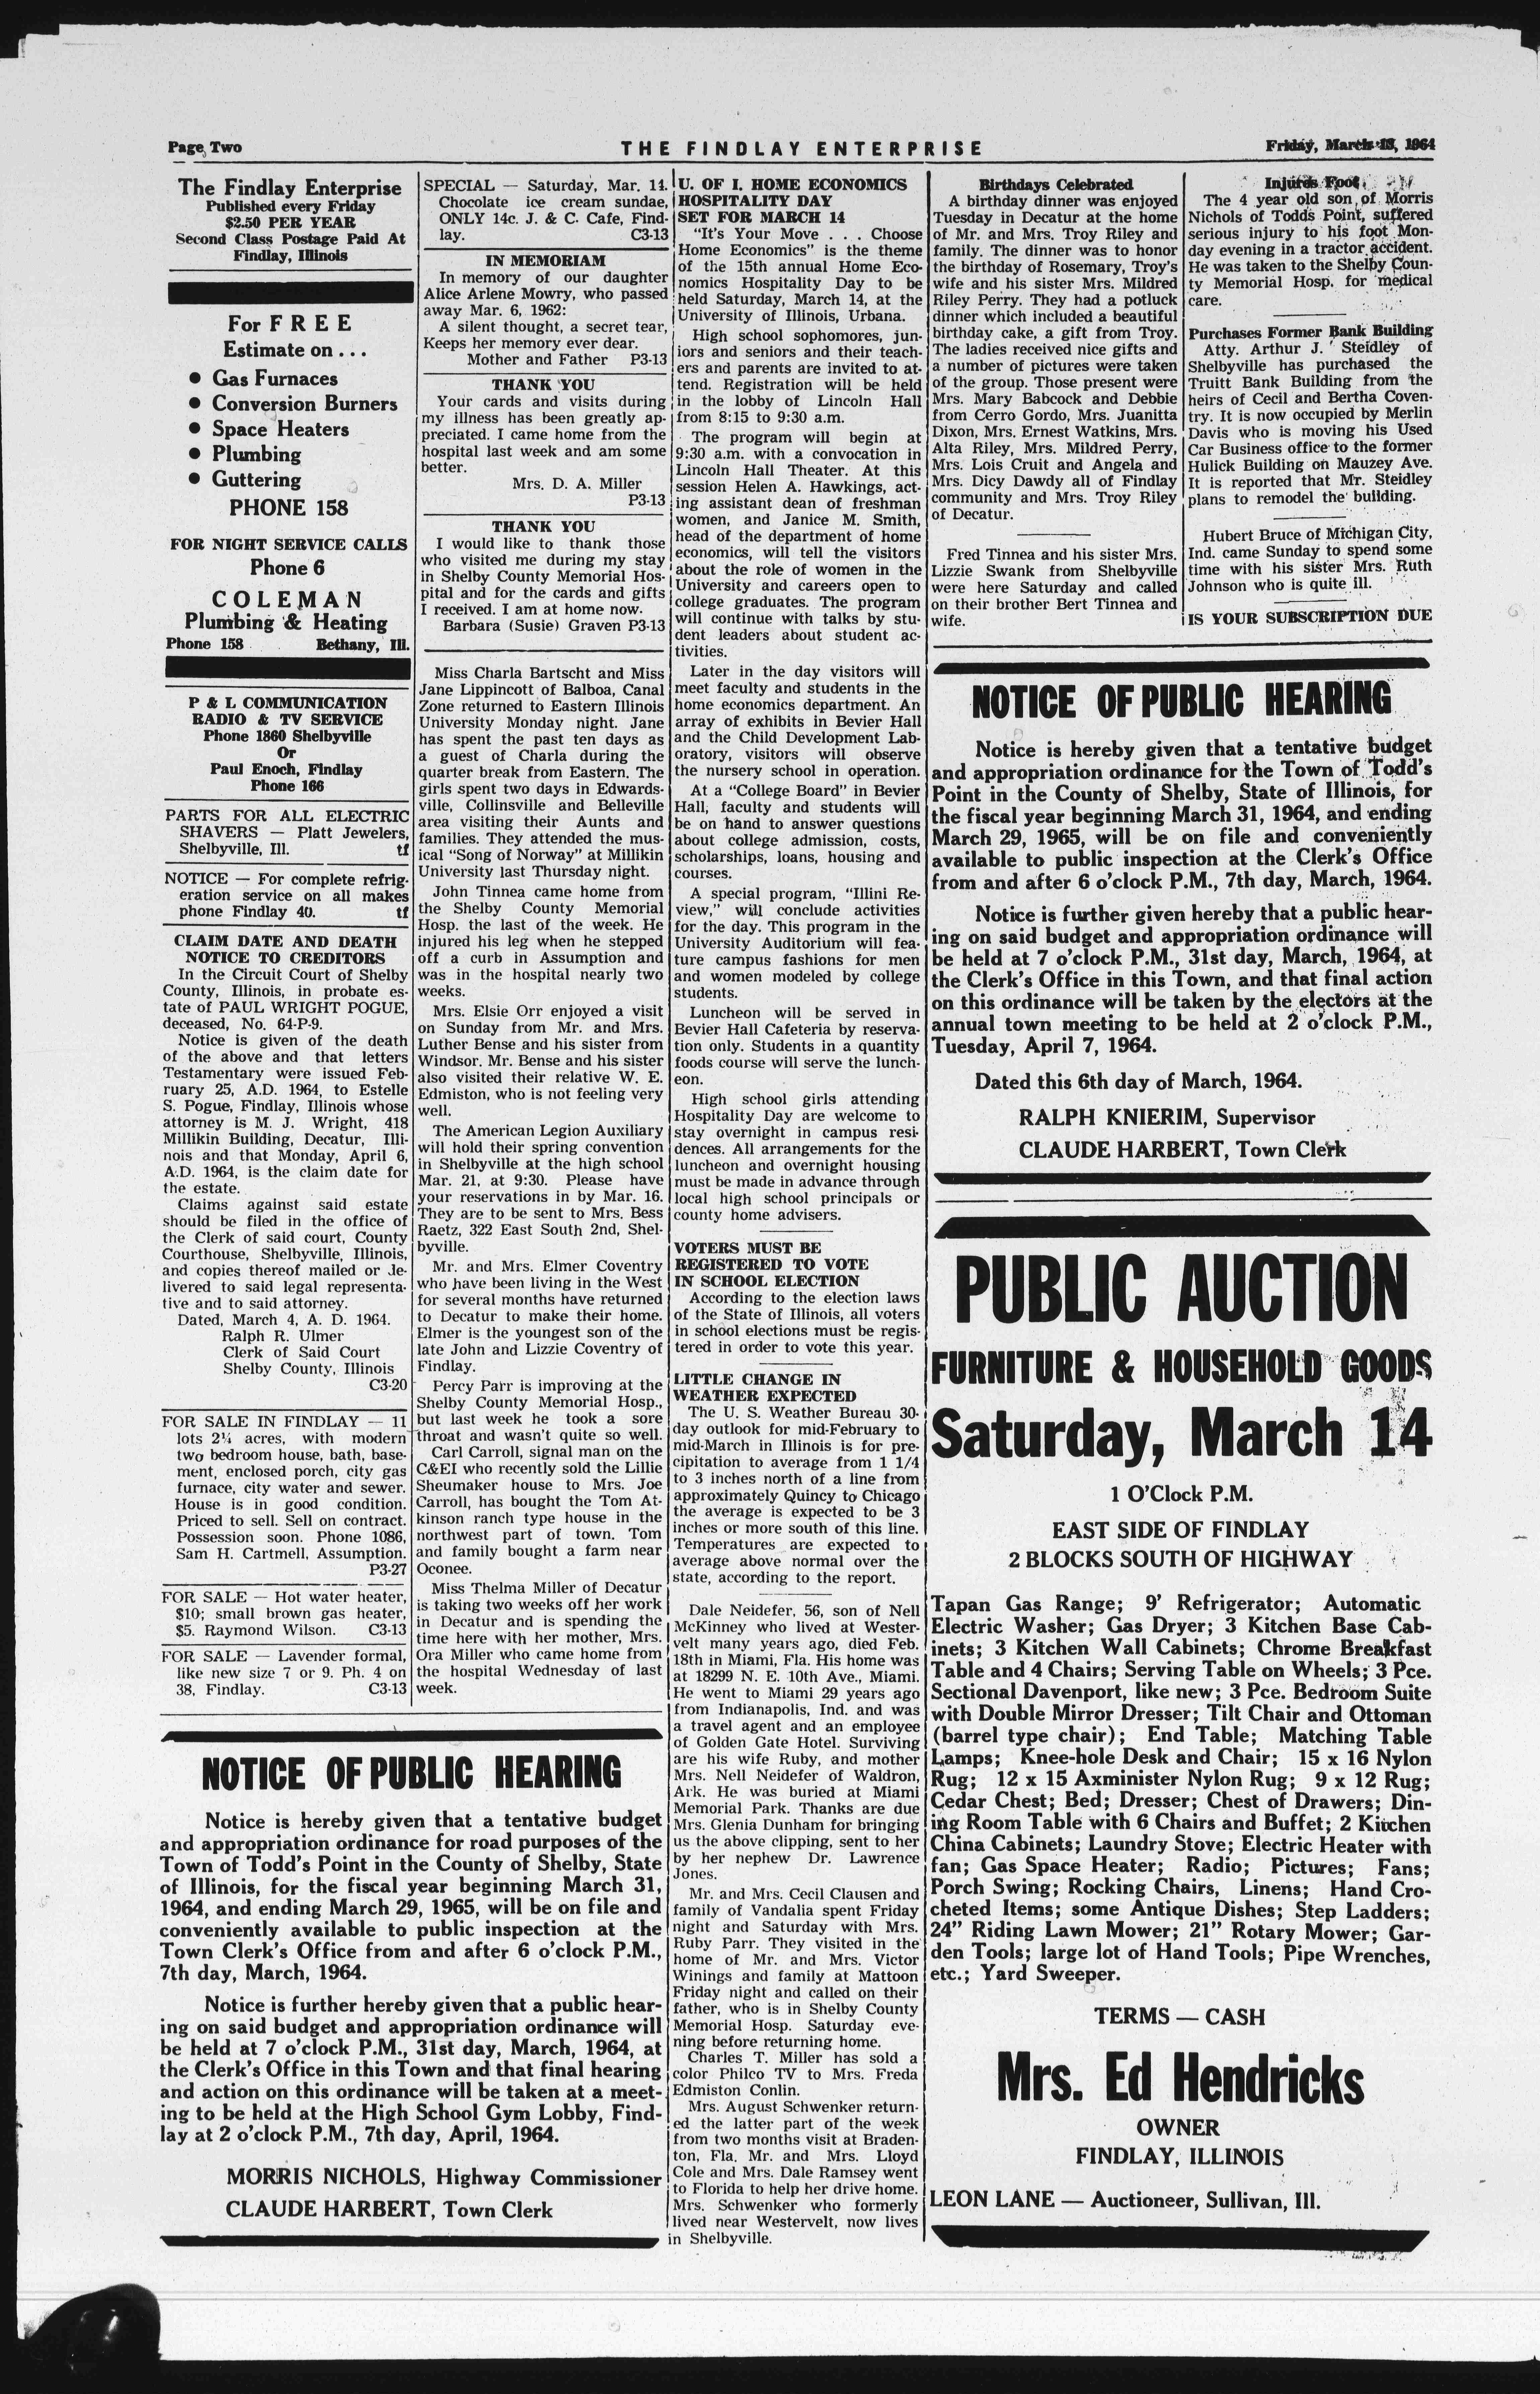 Page Two
THE FINDLAY ENTERPRISE
Friday, March 13, 1964
The Findlay Enterprise
Published every Friday
$2.50 PER YEAR
Second Class Postage Paid At
Findlay, Illinois
For FREE
Estimate on . . .
● Gas Furnaces
● Conversion Burners
● Space Heaters
● Plumbing
● Guttering
PHONE 158
FOR NIGHT SERVICE CALLS
Phone 6
COLEMAN
Plumbing & Heating
Phone 158 Bethany, Ill.
P & L COMMUNICATION
RADIO & TV SERVICE
Phone 1860 Shelbyville
Or
Paul Enoch, Findlay
Phone 166
PARTS FOR ALL ELECTRIC
SHAVERS — Platt Jewelers,
Shelbyville, Ill. tf
NOTICE — For complete refrig-
eration service on all makes
phone Findlay 40. tf
CLAIM DATE AND DEATH
NOTICE TO CREDITORS
In the Circuit Court of Shelby
County, Illinois, in probate es-
tate of PAUL WRIGHT POGUE,
deceased, No. 64-P-9.
Notice is given of the death
of the above and that letters
Testamentary were issued Feb-
ruary 25, A.D. 1964, to Estelle
S. Pogue, Findlay, Illinois whose
attorney is M. J. Wright, 418
Millikin Building, Decatur, Illi-
nois and that Monday, April 6,
A.D. 1964, is the claim date for
the estate.
Claims against said estate
should be filed in the office of
the Clerk of said court, County
Courthouse, Shelbyville, Illinois,
and copies thereof mailed or de-
livered to said legal representa-
tive and to said attorney.
Dated, March 4, A. D. 1964.
Ralph R. Ulmer
Clerk of Said Court
Shelby County, Illinois
C3-20
FOR SALE IN FINDLAY — 11
lots 2¼ acres, with modern
two bedroom house, bath, base-
ment, enclosed porch, city gas
furnace, city water and sewer.
House is in good condition.
Priced to sell. Sell on contract.
Possession soon. Phone 1086,
Sam H. Cartmell, Assumption.
P3-27
FOR SALE — Hot water heater,
$10; small brown gas heater,
$5. Raymond Wilson. C3-13
FOR SALE — Lavender formal,
like new size 7 or 9. Ph. 4 on
38, Findlay. C3-13
SPECIAL — Saturday, Mar. 14.
Chocolate ice cream sundae,
ONLY 14c. J. & C. Cafe, Find-
lay. C3-13
IN MEMORIAM
In memory of our daughter
Alice Arlene Mowry, who passed
away Mar. 6, 1962:
A silent thought, a secret tear,
Keeps her memory ever dear.
Mother and Father P3-13
THANK YOU
Your cards and visits during
my illness has been greatly ap-
preciated. I came home from the
hospital last week and am some
better.
Mrs. D. A. Miller
P3-13
THANK YOU
I would like to thank those
who visited me during my stay
in Shelby County Memorial Hos-
pital and for the cards and gifts
I received. I am at home now.
Barbara (Susie) Graven P3-13
Miss Charla Bartscht and Miss
Jane Lippincott of Balboa, Canal
Zone returned to Eastern Illinois
University Monday night. Jane
has spent the past ten days as
a guest of Charla during the
quarter break from Eastern. The
girls spent two days in Edwards-
ville, Collinsville and Belleville
area visiting their Aunts and
families. They attended the mus-
ical "Song of Norway" at Millikin
University last Thursday night.
John Tinnea came home from
the Shelby County Memorial
Hosp. the last of the week. He
injured his leg when he stepped
off a curb in Assumption and
was in the hospital nearly two
weeks.
Mrs. Elsie Orr enjoyed a visit
on Sunday from Mr. and Mrs.
Luther Bense and his sister from
Windsor. Mr. Bense and his sister
also visited their relative W. E.
Edmiston, who is not feeling very
well.
The American Legion Auxiliary
will hold their spring convention
in Shelbyville at the high school
Mar. 21, at 9:30. Please have
your reservations in by Mar. 16.
They are to be sent to Mrs. Bess
Raetz, 322 East South 2nd, Shel-
byville.
Mr. and Mrs. Elmer Coventry
who have been living in the West
for several months have returned
to Decatur to make their home.
Elmer is the youngest son of the
late John and Lizzie Coventry of
Findlay.
Percy Parr is improving at the
Shelby County Memorial Hosp.,
but last week he took a sore
throat and wasn't quite so well.
Carl Carroll, signal man on the
C&EI who recently sold the Lillie
Sheumaker house to Mrs. Joe
Carroll, has bought the Tom At-
kinson ranch type house in the
northwest part of town. Tom
and family bought a farm near
Oconee.
Miss Thelma Miller of Decatur
is taking two weeks off her work
in Decatur and is spending the
time here with her mother, Mrs.
Ora Miller who came home from
the hospital Wednesday of last
week.
NOTICE OF PUBLIC HEARING
Notice is hereby given that a tentative budget
and appropriation ordinance for road purposes of the
Town of Todd's Point in the County of Shelby, State
of Illinois, for the fiscal year beginning March 31,
1964, and ending March 29, 1965, will be on file and
conveniently available to public inspection at the
Town Clerk's Office from and after 6 o'clock P.M.,
7th day, March, 1964.
Notice is further hereby given that a public hear-
ing on said budget and appropriation ordinance will
be held at 7 o'clock P.M., 31st day, March, 1964, at
the Clerk's Office in this Town and that final hearing
and action on this ordinance will be taken at a meet-
ing to be held at the High School Gym Lobby, Find-
lay at 2 o'clock P.M., 7th day, April, 1964.
MORRIS NICHOLS, Highway Commissioner
CLAUDE HARBERT, Town Clerk
U. OF I. HOME ECONOMICS
HOSPITALITY DAY
SET FOR MARCH 14
"It's Your Move . . . Choose
Home Economics" is the theme
of the 15th annual Home Eco-
nomics Hospitality Day to be
held Saturday, March 14, at the
University of Illinois, Urbana.
High school sophomores, jun-
iors and seniors and their teach-
ers and parents are invited to at-
tend. Registration will be held
in the lobby of Lincoln Hall
from 8:15 to 9:30 a.m.
The program will begin at
9:30 a.m. with a convocation in
Lincoln Hall Theater. At this
session Helen A. Hawkings, act-
ing assistant dean of freshman
women, and Janice M. Smith,
head of the department of home
economics, will tell the visitors
about the role of women in the
University and careers open to
college graduates. The program
will continue with talks by stu-
dent leaders about student ac-
tivities.
Later in the day visitors will
meet faculty and students in the
home economics department. An
array of exhibits in Bevier Hall
and the Child Development Lab-
oratory, visitors will observe
the nursery school in operation.
At a "College Board" in Bevier
Hall, faculty and students will
be on hand to answer questions
about college admission, costs,
scholarships, loans, housing and
courses.
A special program, "Illini Re-
view," will conclude activities
for the day. This program in the
University Auditorium will fea-
ture campus fashions for men
and women modeled by college
students.
Luncheon will be served in
Bevier Hall Cafeteria by reserva-
tion only. Students in a quantity
foods course will serve the lunch-
eon.
High school girls attending
Hospitality Day are welcome to
stay overnight in campus resi-
dences. All arrangements for the
luncheon and overnight housing
must be made in advance through
local high school principals or
county home advisers.
VOTERS MUST BE
REGISTERED TO VOTE
IN SCHOOL ELECTION
According to the election laws
of the State of Illinois, all voters
in school elections must be regis-
tered in order to vote this year.
LITTLE CHANGE IN
WEATHER EXPECTED
The U. S. Weather Bureau 30-
day outlook for mid-February to
mid-March in Illinois is for pre-
cipitation to average from 1 1/4
to 3 inches north of a line from
approximately Quincy to Chicago
the average is expected to be 3
inches or more south of this line.
Temperatures are expected to
average above normal over the
state, according to the report.
Dale Neidefer, 56, son of Nell
McKinney who lived at Wester-
velt many years ago, died Feb.
18th in Miami, Fla. His home was
at 18299 N. E. 10th Ave., Miami.
He went to Miami 29 years ago
from Indianapolis, Ind. and was
a travel agent and an employee
of Golden Gate Hotel. Surviving
are his wife Ruby, and mother
Mrs. Nell Neidefer of Waldron,
Ark. He was buried at Miami
Memorial Park. Thanks are due
Mrs. Glenia Dunham for bringing
us the above clipping, sent to her
by her nephew Dr. Lawrence
Jones.
Mr. and Mrs. Cecil Clausen and
family of Vandalia spent Friday
night and Saturday with Mrs.
Ruby Parr. They visited in the
home of Mr. and Mrs. Victor
Winings and family at Mattoon
Friday night and called on their
father, who is in Shelby County
Memorial Hosp. Saturday eve-
ning before returning home.
Charles T. Miller has sold a
color Philco TV to Mrs. Freda
Edmiston Conlin.
Mrs. August Schwenker return-
ed the latter part of the week
from two months visit at Braden-
ton, Fla. Mr. and Mrs. Lloyd
Cole and Mrs. Dale Ramsey went
to Florida to help her drive home.
Mrs. Schwenker who formerly
lived near Westervelt, now lives
in Shelbyville.
Birthdays Celebrated
A birthday dinner was enjoyed
Tuesday in Decatur at the home
of Mr. and Mrs. Troy Riley and
family. The dinner was to honor
the birthday of Rosemary, Troy's
wife and his sister Mrs. Mildred
Riley Perry. They had a potluck
dinner which included a beautiful
birthday cake, a gift from Troy.
The ladies received nice gifts and
a number of pictures were taken
of the group. Those present were
Mrs. Mary Babcock and Debbie
from Cerro Gordo, Mrs. Juanitta
Dixon, Mrs. Ernest Watkins, Mrs.
Alta Riley, Mrs. Mildred Perry,
Mrs. Lois Cruit and Angela and
Mrs. Dicy Dawdy all of Findlay
community and Mrs. Troy Riley
of Decatur.
Fred Tinnea and his sister Mrs.
Lizzie Swank from Shelbyville
were here Saturday and called
on their brother Bert Tinnea and
wife.
Injures Foot
The 4 year old son of Morris
Nichols of Todds Point, suffered
serious injury to his foot Mon-
day evening in a tractor accident.
He was taken to the Shelby Coun-
ty Memorial Hosp. for medical
care.
Purchases Former Bank Building
Atty. Arthur J. Steidley of
Shelbyville has purchased the
Truitt Bank Building from the
heirs of Cecil and Bertha Coven-
try. It is now occupied by Merlin
Davis who is moving his Used
Car Business office to the former
Hulick Building on Mauzey Ave.
It is reported that Mr. Steidley
plans to remodel the building.
Hubert Bruce of Michigan City,
Ind. came Sunday to spend some
time with his sister Mrs. Ruth
Johnson who is quite ill.
IS YOUR SUBSCRIPTION DUE
NOTICE OF PUBLIC HEARING
Notice is hereby given that a tentative budget
and appropriation ordinance for the Town of Todd's
Point in the County of Shelby, State of Illinois, for
the fiscal year beginning March 31, 1964, and ending
March 29, 1965, will be on file and conveniently
available to public inspection at the Clerk's Office
from and after 6 o'clock P.M., 7th day, March, 1964.
Notice is further given hereby that a public hear-
ing on said budget and appropriation ordinance will
be held at 7 o'clock P.M., 31st day, March, 1964, at
the Clerk's Office in this Town, and that final action
on this ordinance will be taken by the electors at the
annual town meeting to be held at 2 o'clock P.M.,
Tuesday, April 7, 1964.
Dated this 6th day of March, 1964.
RALPH KNIERIM, Supervisor
CLAUDE HARBERT, Town Clerk
PUBLIC AUCTION
FURNITURE & HOUSEHOLD GOODS
Saturday, March 14
1 O'Clock P.M.
EAST SIDE OF FINDLAY
2 BLOCKS SOUTH OF HIGHWAY
Tapan Gas Range; 9' Refrigerator; Automatic
Electric Washer; Gas Dryer; 3 Kitchen Base Cab-
inets; 3 Kitchen Wall Cabinets; Chrome Breakfast
Table and 4 Chairs; Serving Table on Wheels; 3 Pce.
Sectional Davenport, like new; 3 Pce. Bedroom Suite
with Double Mirror Dresser; Tilt Chair and Ottoman
(barrel type chair); End Table; Matching Table
Lamps; Knee-hole Desk and Chair; 15 x 16 Nylon
Rug; 12 x 15 Axminister Nylon Rug; 9 x 12 Rug;
Cedar Chest; Bed; Dresser; Chest of Drawers; Din-
ing Room Table with 6 Chairs and Buffet; 2 Kitchen
China Cabinets; Laundry Stove; Electric Heater with
fan; Gas Space Heater; Radio; Pictures; Fans;
Porch Swing; Rocking Chairs, Linens; Hand Cro-
cheted Items; some Antique Dishes; Step Ladders;
24" Riding Lawn Mower; 21" Rotary Mower; Gar-
den Tools; large lot of Hand Tools; Pipe Wrenches,
etc.; Yard Sweeper.
TERMS — CASH
Mrs. Ed Hendricks
OWNER
FINDLAY, ILLINOIS
LEON LANE — Auctioneer, Sullivan, Ill.